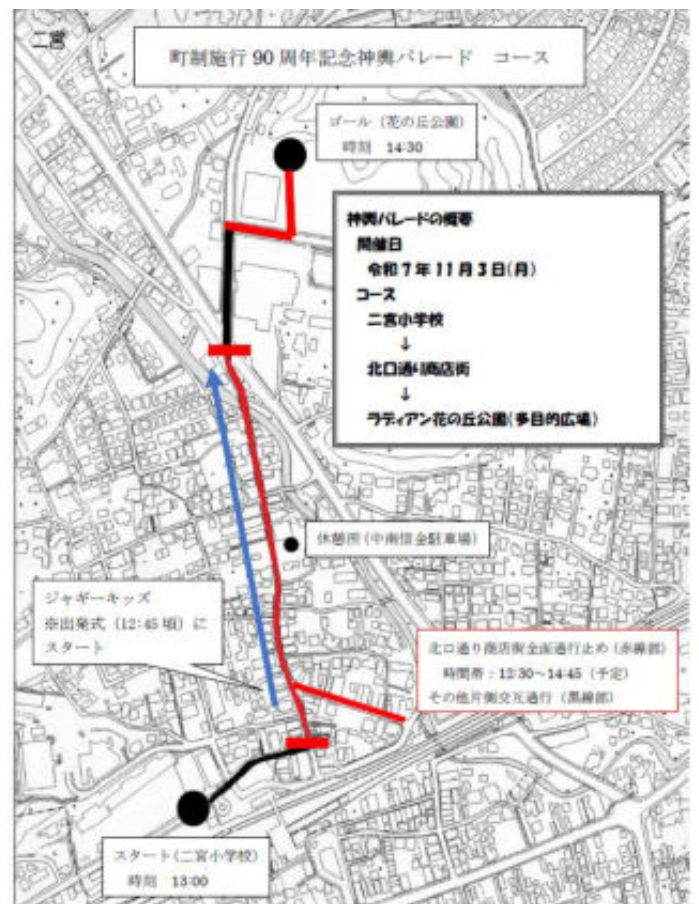 二宮
町制施行 90 周年記念神輿パレード　コース
ゴール（花の丘公園）
時刻　14:30
神輿パレードの概要
開催日
令和７年１１月３日(月)
コース
二宮小学校
↓
北口通り商店街
↓
ラディアン花の丘公園(多目的広場)
休憩所(中南信金駐車場)
ジャギーキッズ
※出発式（12:45 頃）に
スタート
北口通り商店街全面通行止め(赤線部)
時間帯：12:30～14:45（予定）
その他片側交互通行（黒線部）
スタート(二宮小学校)
時刻　13:00